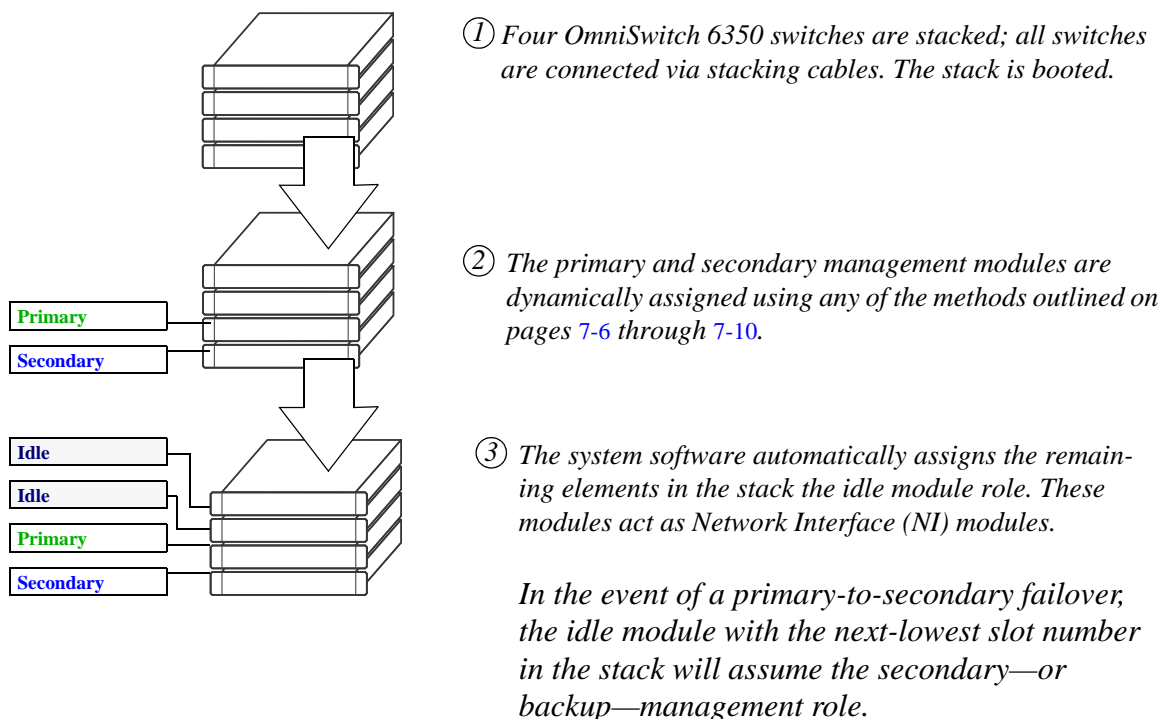 1 Four OmniSwitch 6350 switches are stacked; all switches
are connected via stacking cables. The stack is booted.
2 The primary and secondary management modules are
dynamically assigned using any of the methods outlined on
pages 7-6 through 7-10.
Primary
Secondary
Idle
Idle
Primary
Secondary
3 The system software automatically assigns the remain-
ing elements in the stack the idle module role. These
modules act as Network Interface (NI) modules.
In the event of a primary-to-secondary failover,
the idle module with the next-lowest slot number
in the stack will assume the secondary—or
backup—management role.